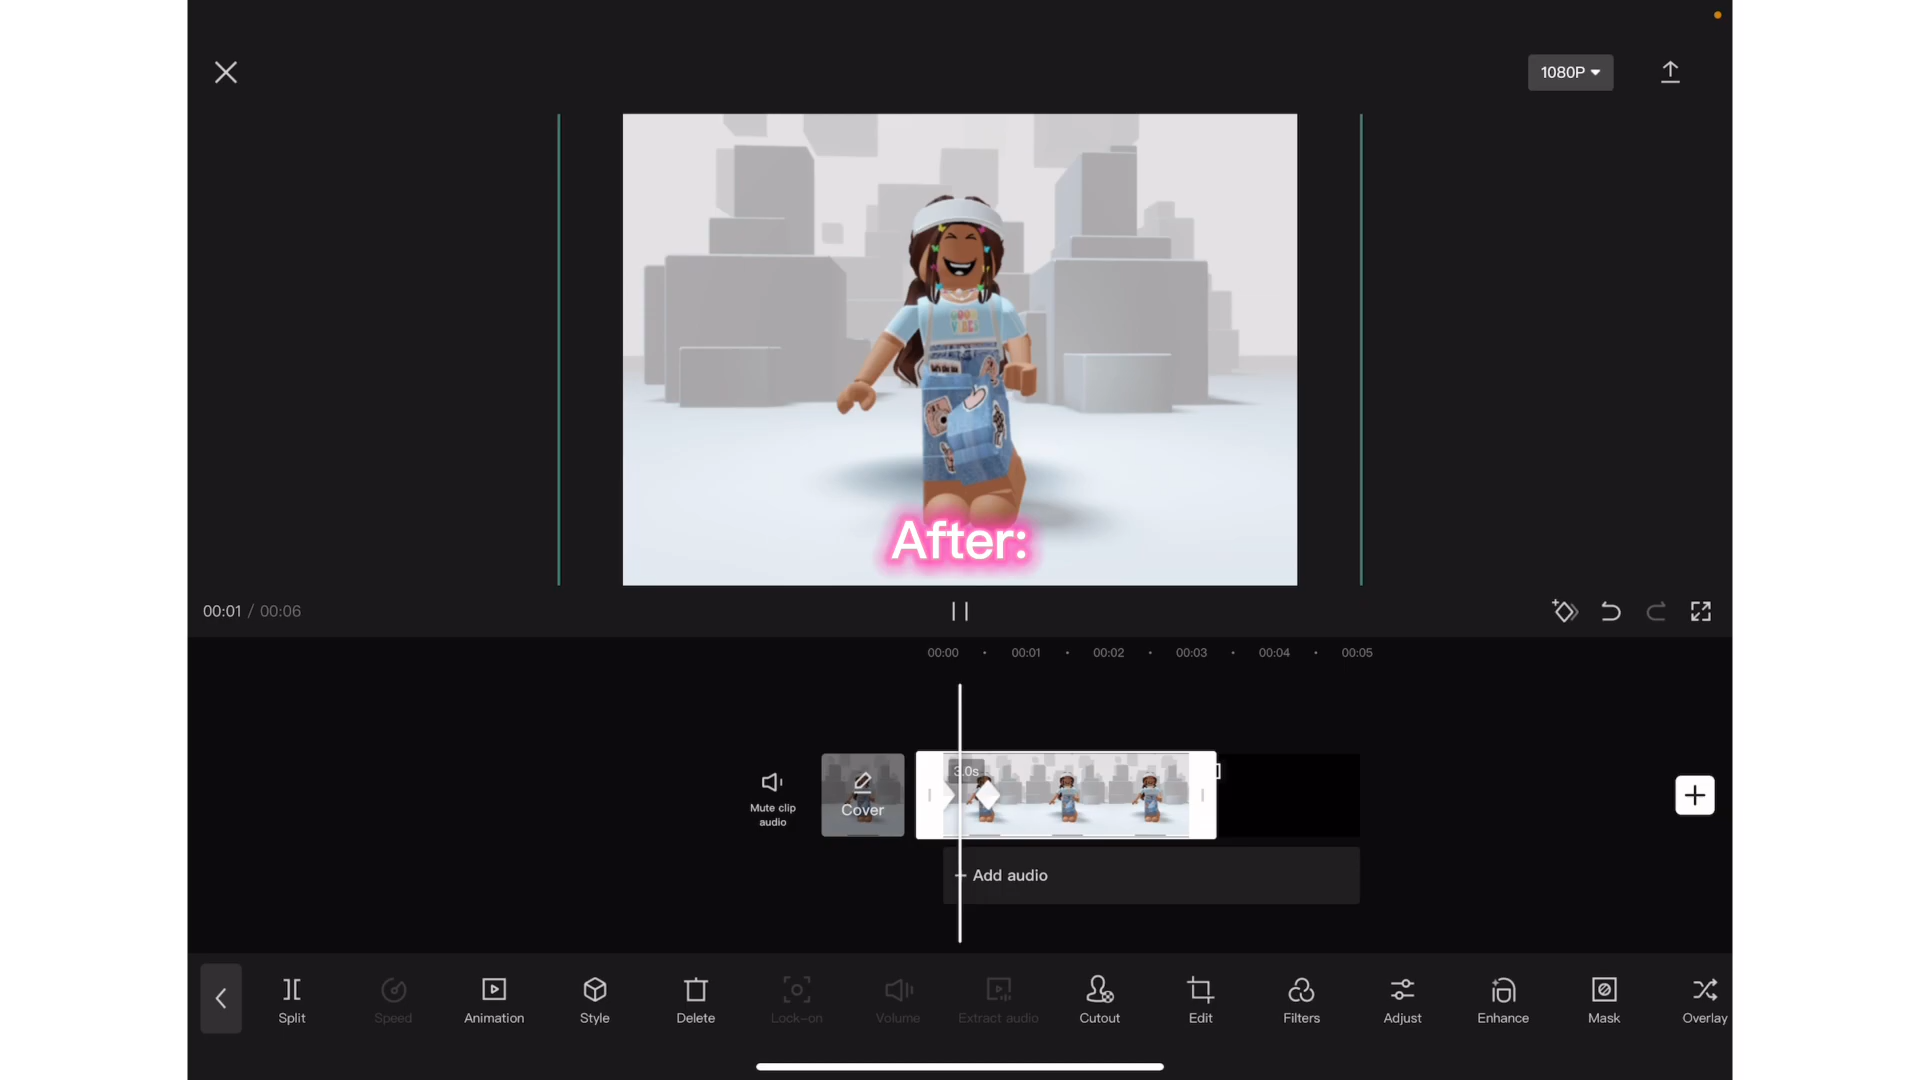 1080P
GOOD
VIBES
After:
00:01 / 00:06
00:00 00:01 00:02 00:03 00:04 00:05
3.0s
Mute clip
audio
Cover
+ Add audio
Split Speed Animation Style Delete Lock-on Volume Extract audio Cutout Edit Filters Adjust Enhance Mask Overlay